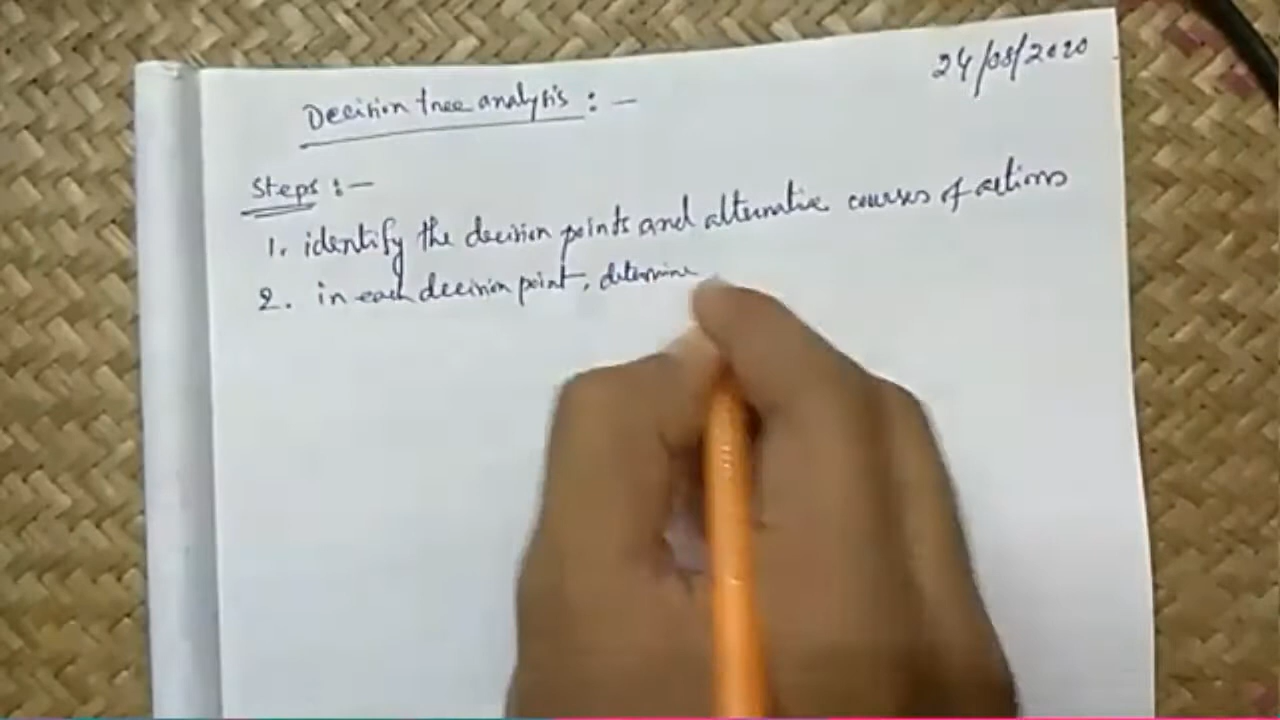 24/08/2020
Decision tree analysis : —
Steps : —
1. identify the decision points and alternative courses of actions
2. in each decision point, determine